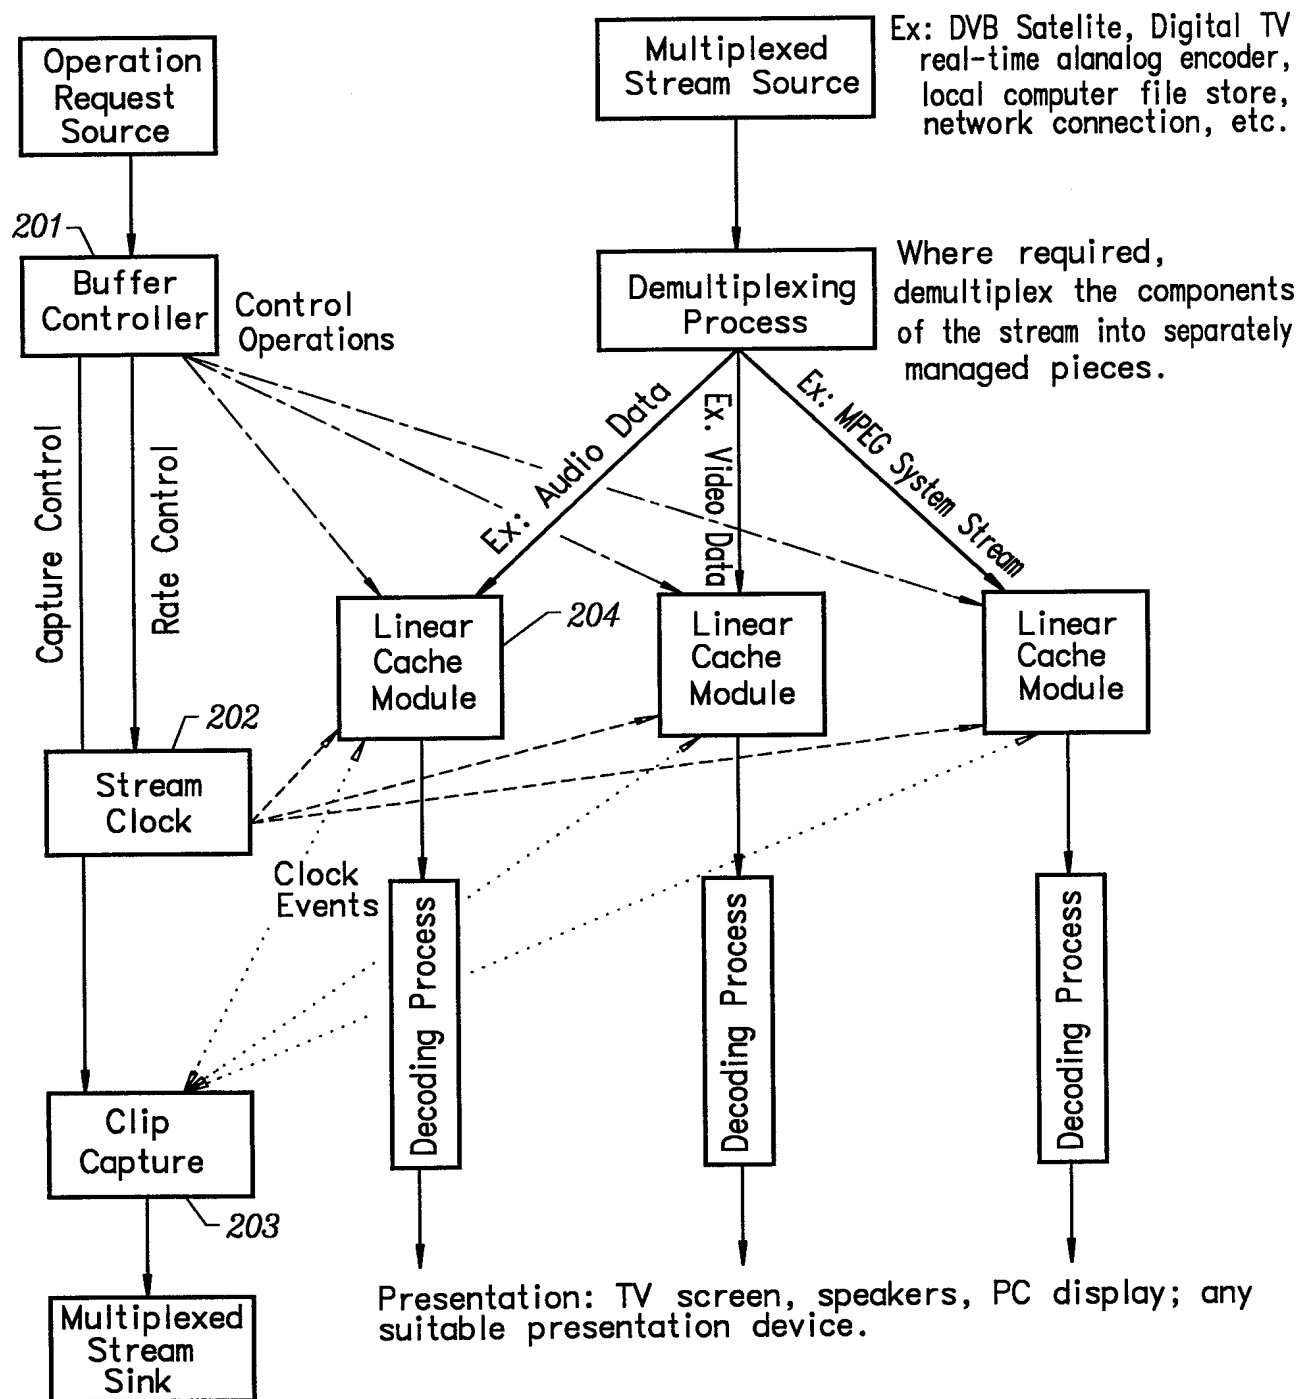 Operation
Request
Source
Multiplexed
Stream Source
Ex: DVB Satelite, Digital TV
real-time alanalog encoder,
local computer file store,
network connection, etc.
201
Buffer
Controller
Control
Operations
Demultiplexing
Process
Where required,
demultiplex the components
of the stream into separately
managed pieces.
Capture Control
Rate Control
Ex: Audio Data
Ex. Video Data
Ex: MPEG System Stream
Linear
Cache
Module
204
Linear
Cache
Module
Linear
Cache
Module
202
Stream
Clock
Clock
Events
Decoding Process
Decoding Process
Decoding Process
Clip
Capture
203
Presentation: TV screen, speakers, PC display; any
suitable presentation device.
Multiplexed
Stream
Sink